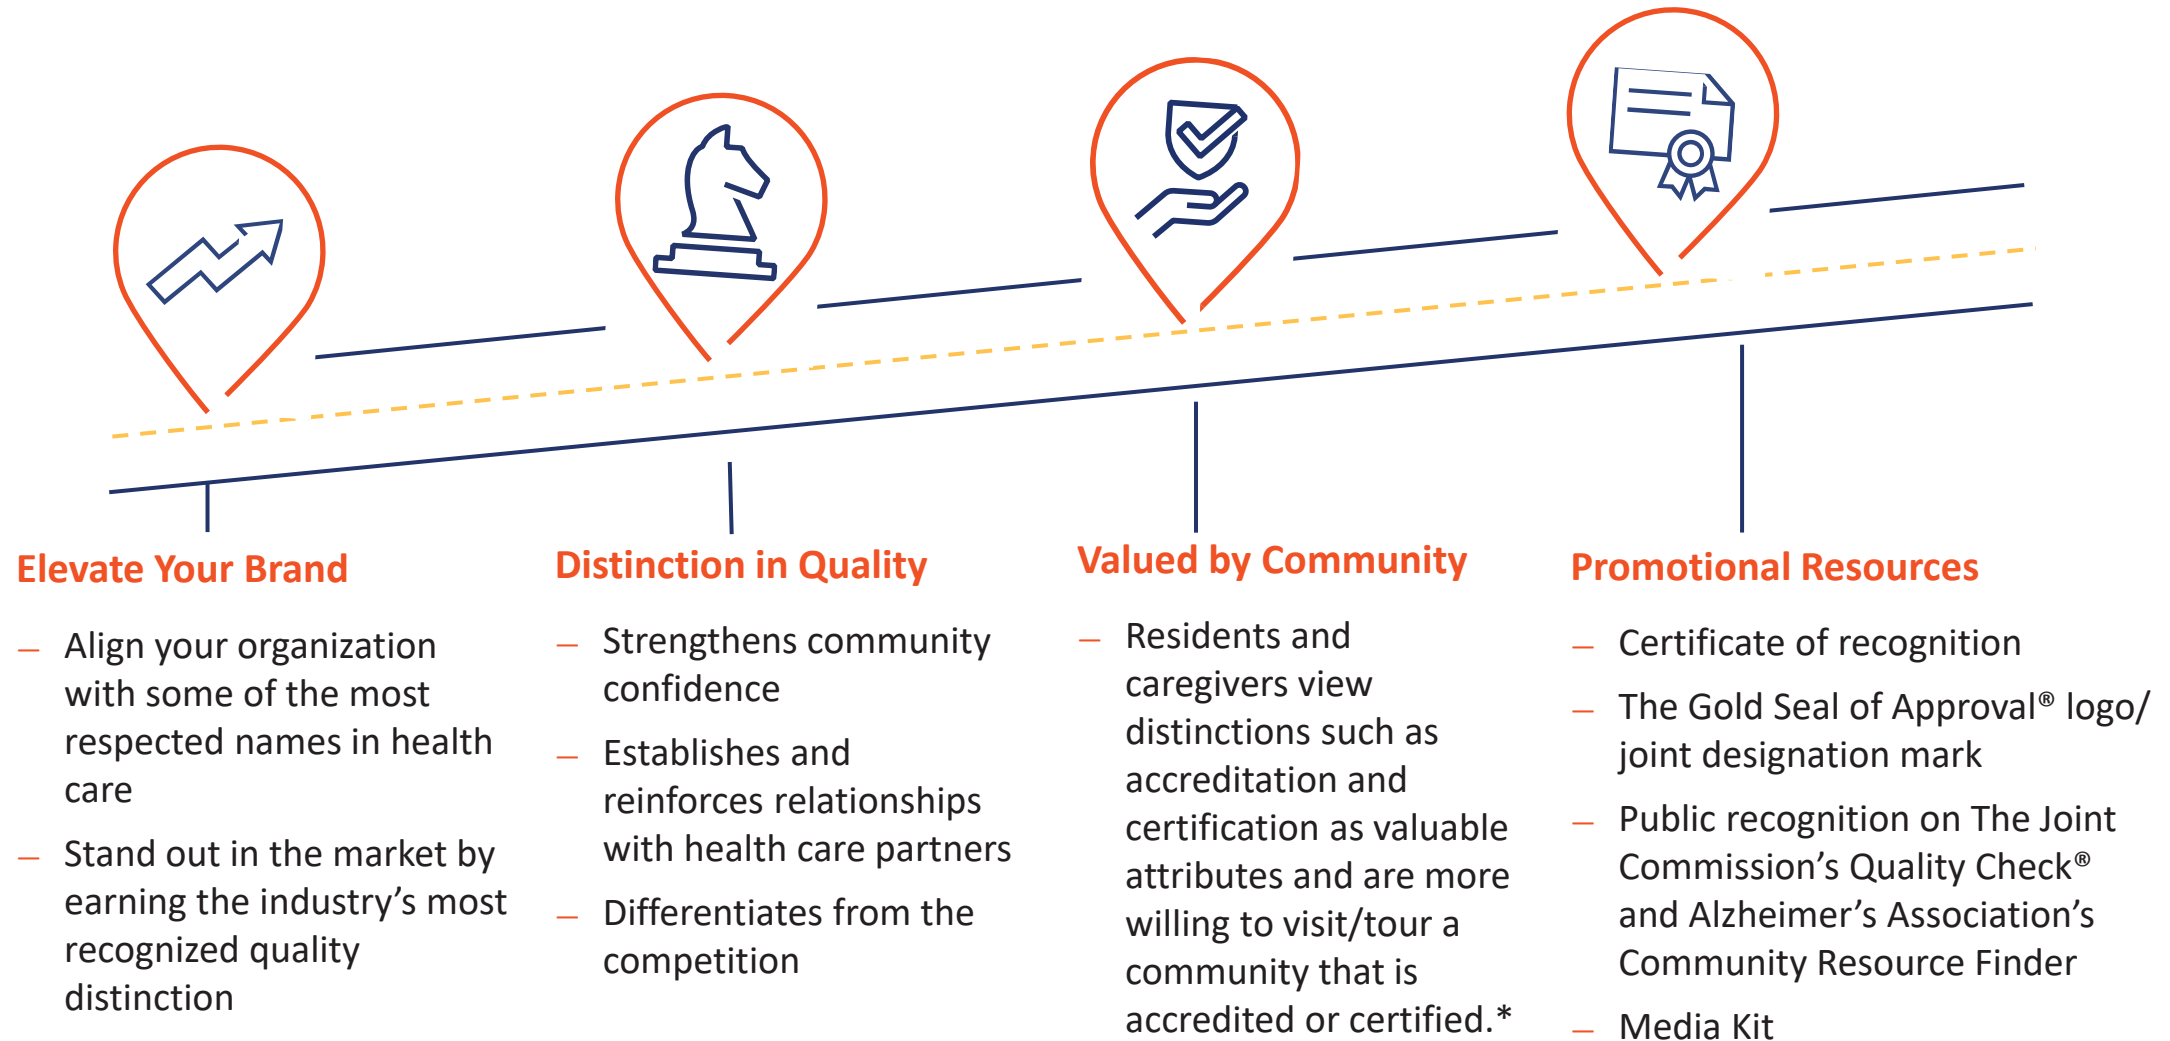 Elevate Your Brand
— Align your organization
with some of the most
respected names in health
care
— Stand out in the market by
earning the industry’s most
recognized quality
distinction
Distinction in Quality
— Strengthens community
confidence
— Establishes and
reinforces relationships
with health care partners
— Differentiates from the
competition
Valued by Community
— Residents and
caregivers view
distinctions such as
accreditation and
certification as valuable
attributes and are more
willing to visit/tour a
community that is
accredited or certified.*
Promotional Resources
— Certificate of recognition
— The Gold Seal of Approval® logo/
joint designation mark
— Public recognition on The Joint
Commission’s Quality Check®
and Alzheimer’s Association’s
Community Resource Finder
— Media Kit